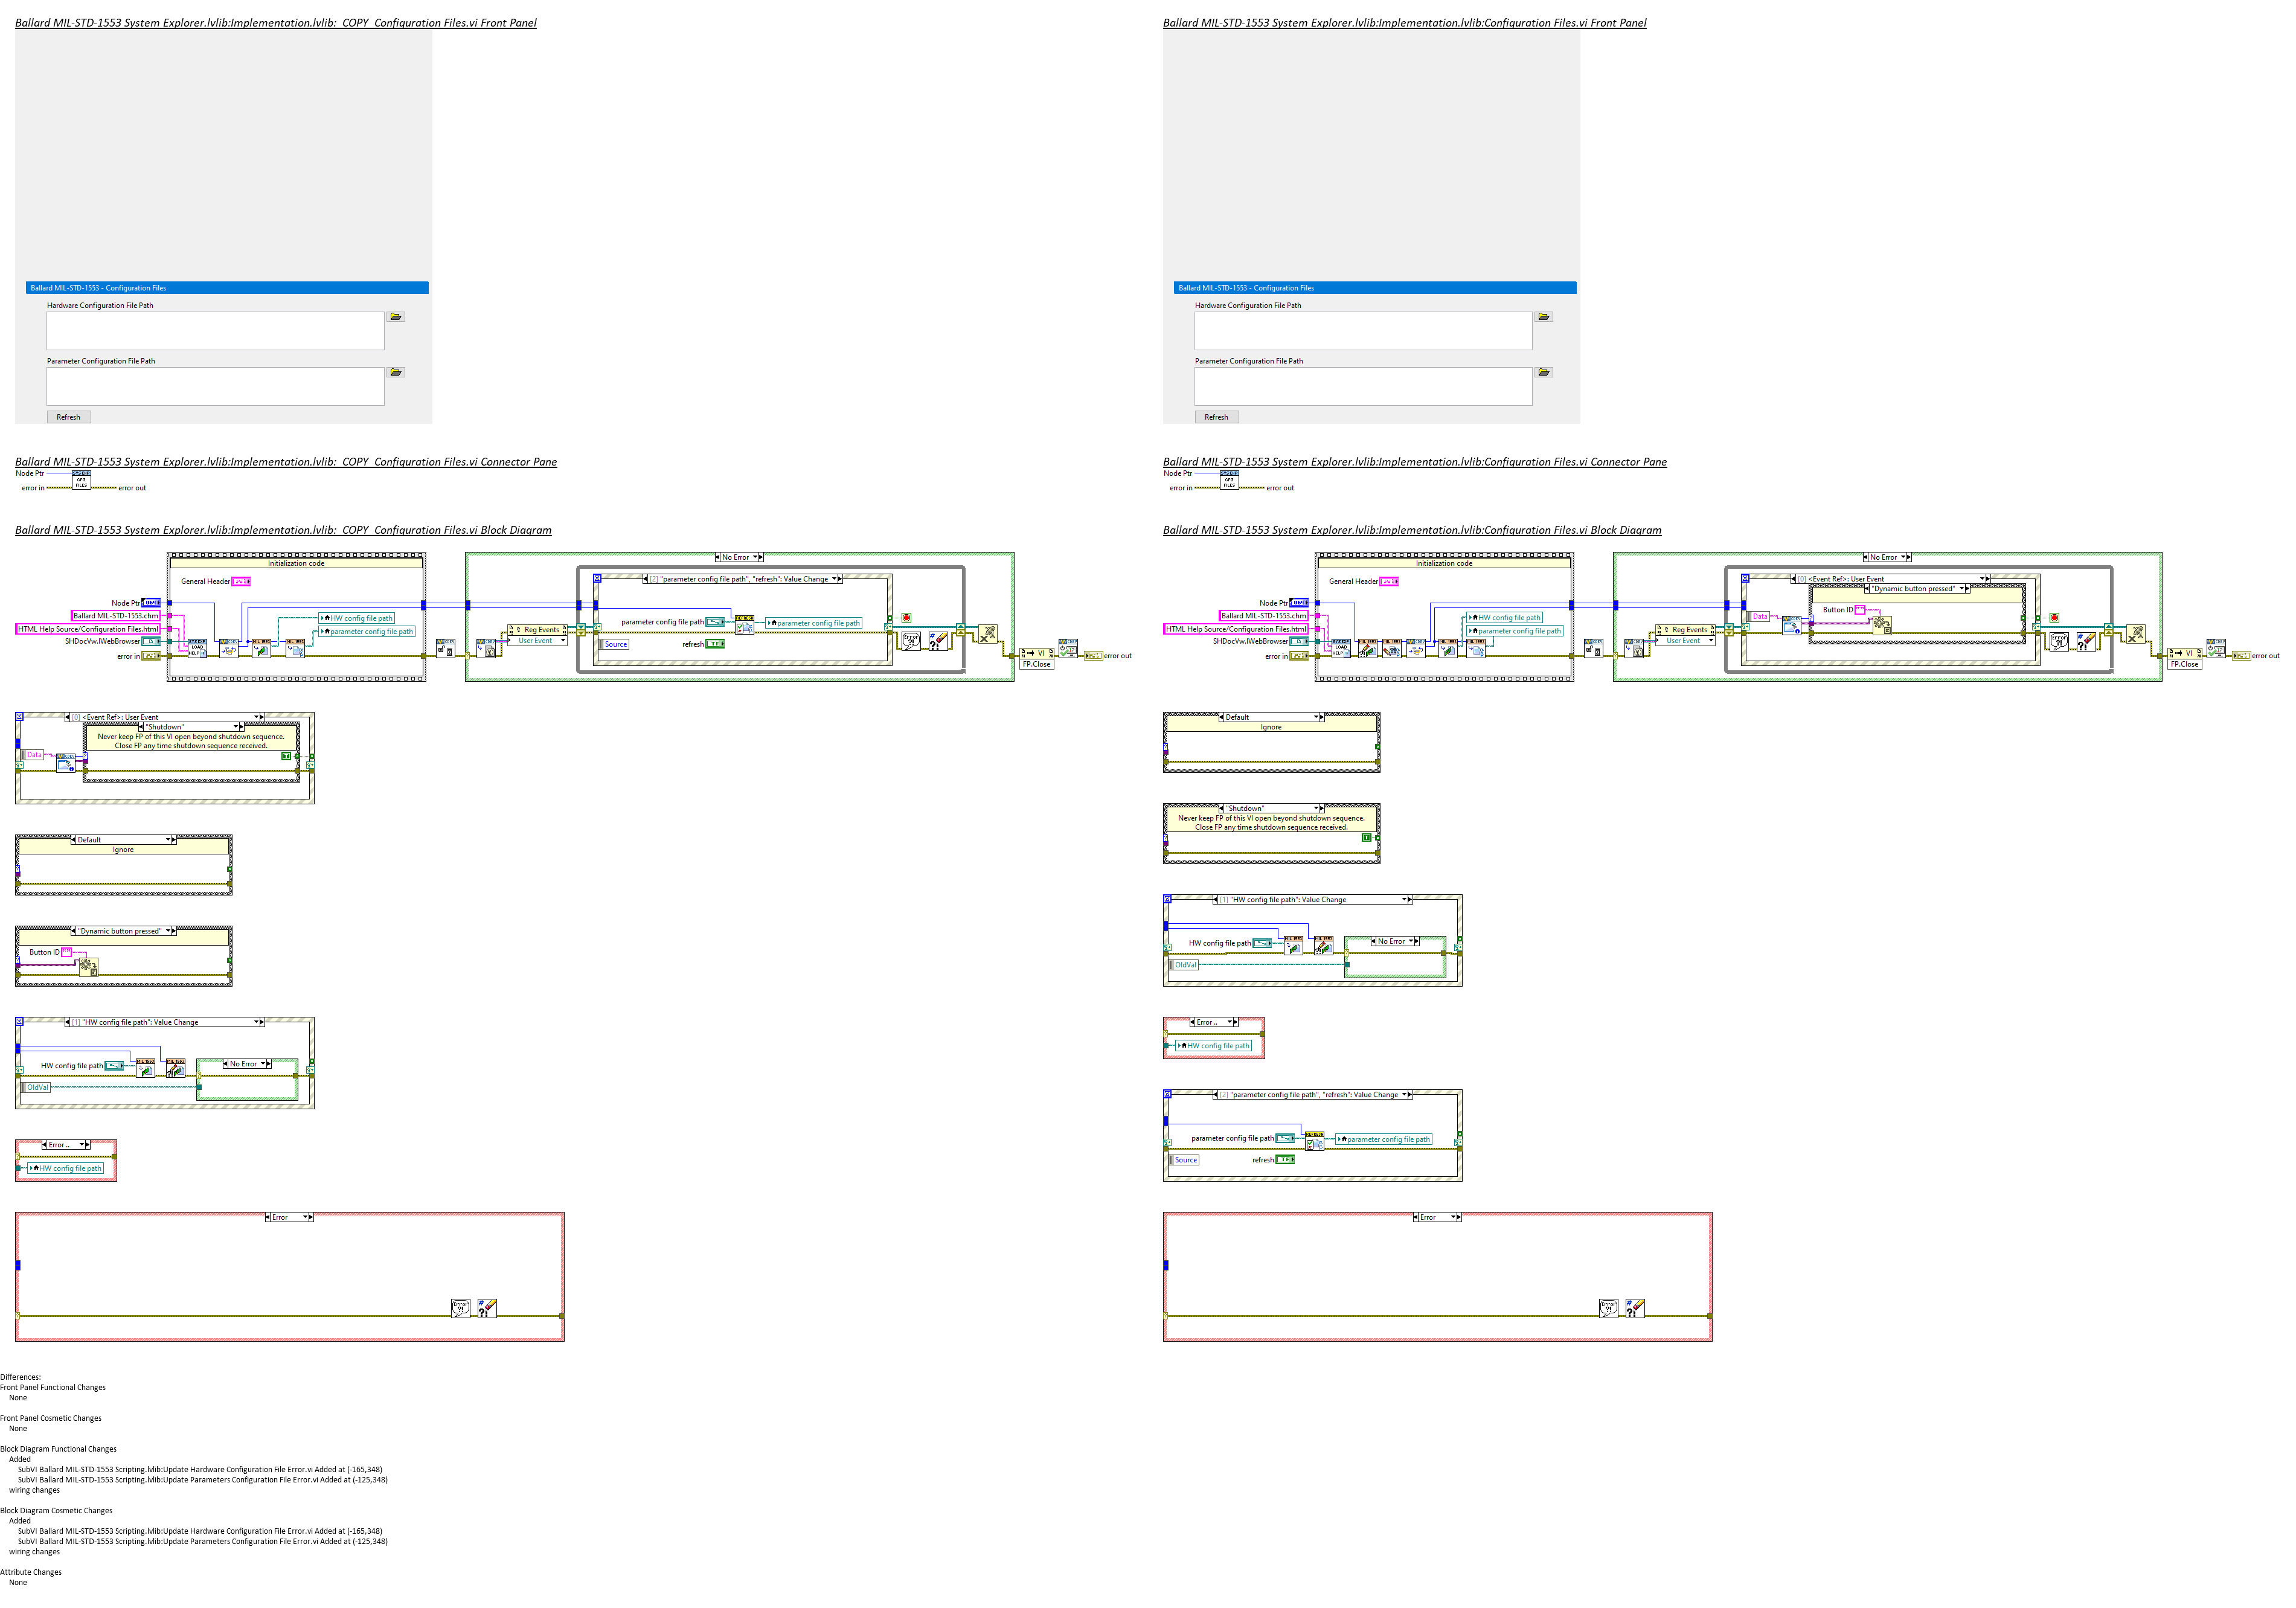 Ballard MIL-STD-1553 System Explorer.lvlib:Implementation.lvlib:_COPY_Configuration Files.vi Front Panel
Ballard MIL-STD-1553 - Configuration Files
Hardware Configuration File Path
Parameter Configuration File Path
Refresh
Ballard MIL-STD-1553 System Explorer.lvlib:Implementation.lvlib:_COPY_Configuration Files.vi Connector Pane
Node Ptr
error in
CFG
FILES
error out
Ballard MIL-STD-1553 System Explorer.lvlib:Implementation.lvlib:_COPY_Configuration Files.vi Block Diagram
Initialization code
General Header
Node Ptr
Ballard MIL-STD-1553.chm
HTML Help Source/Configuration Files.html
SHDocVw.IWebBrowser
error in
LOAD
HELP
HW config file path
parameter config file path
No Error
Reg Events
User Event
[2] "parameter config file path", "refresh": Value Change
parameter config file path
REFRESH
parameter config file path
Source
refresh
TF
Error
?!
VI
FP.Close
error out
[0] <Event Ref>: User Event
"Shutdown"
Never keep FP of this VI open beyond shutdown sequence.
Close FP any time shutdown sequence received.
Data
Default
Ignore
"Dynamic button pressed"
Button ID
[1] "HW config file path": Value Change
HW config file path
No Error
OldVal
Error ..
HW config file path
Error
Error
?!
Ballard MIL-STD-1553 System Explorer.lvlib:Implementation.lvlib:Configuration Files.vi Front Panel
Ballard MIL-STD-1553 - Configuration Files
Hardware Configuration File Path
Parameter Configuration File Path
Refresh
Ballard MIL-STD-1553 System Explorer.lvlib:Implementation.lvlib:Configuration Files.vi Connector Pane
Node Ptr
error in
CFG
FILES
error out
Ballard MIL-STD-1553 System Explorer.lvlib:Implementation.lvlib:Configuration Files.vi Block Diagram
Initialization code
General Header
Node Ptr
Ballard MIL-STD-1553.chm
HTML Help Source/Configuration Files.html
SHDocVw.IWebBrowser
error in
LOAD
HELP
HW config file path
parameter config file path
No Error
Reg Events
User Event
[0] <Event Ref>: User Event
"Dynamic button pressed"
Data
Button ID
Error
?!
VI
FP.Close
error out
Default
Ignore
"Shutdown"
Never keep FP of this VI open beyond shutdown sequence.
Close FP any time shutdown sequence received.
[1] "HW config file path": Value Change
HW config file path
No Error
OldVal
Error ..
HW config file path
[2] "parameter config file path", "refresh": Value Change
parameter config file path
REFRESH
parameter config file path
Source
refresh
TF
Error
Error
?!
Differences:
Front Panel Functional Changes
None
Front Panel Cosmetic Changes
None
Block Diagram Functional Changes
Added
SubVI Ballard MIL-STD-1553 Scripting.lvlib:Update Hardware Configuration File Error.vi Added at (-165,348)
SubVI Ballard MIL-STD-1553 Scripting.lvlib:Update Parameters Configuration File Error.vi Added at (-125,348)
wiring changes
Block Diagram Cosmetic Changes
Added
SubVI Ballard MIL-STD-1553 Scripting.lvlib:Update Hardware Configuration File Error.vi Added at (-165,348)
SubVI Ballard MIL-STD-1553 Scripting.lvlib:Update Parameters Configuration File Error.vi Added at (-125,348)
wiring changes
Attribute Changes
None